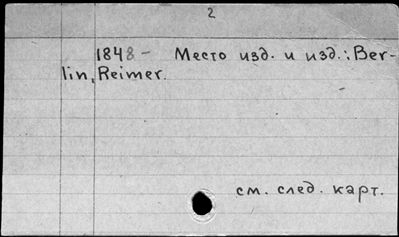 2
1848 - Место изд. и изд.: Ber-
lin, Reimer.
см. след. карт.